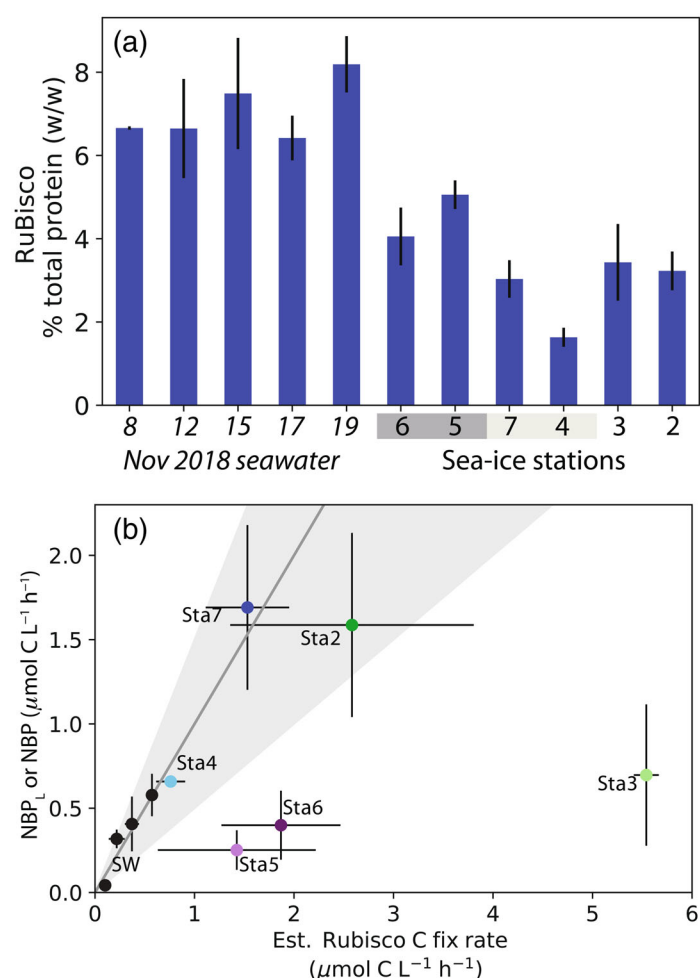 (a)
RuBisco
% total protein (w/w)
8
6
4
2
0
8 12 15 17 19 6 5 7 4 3 2
Nov 2018 seawater Sea-ice stations
(b)
NBP_L or NBP (μmol C L⁻¹ h⁻¹)
2.0
1.5
1.0
0.5
0.0
Sta7
Sta2
Sta4
Sta3
Sta6
SW
Sta5
0 1 2 3 4 5 6
Est. Rubisco C fix rate
(μmol C L⁻¹ h⁻¹)